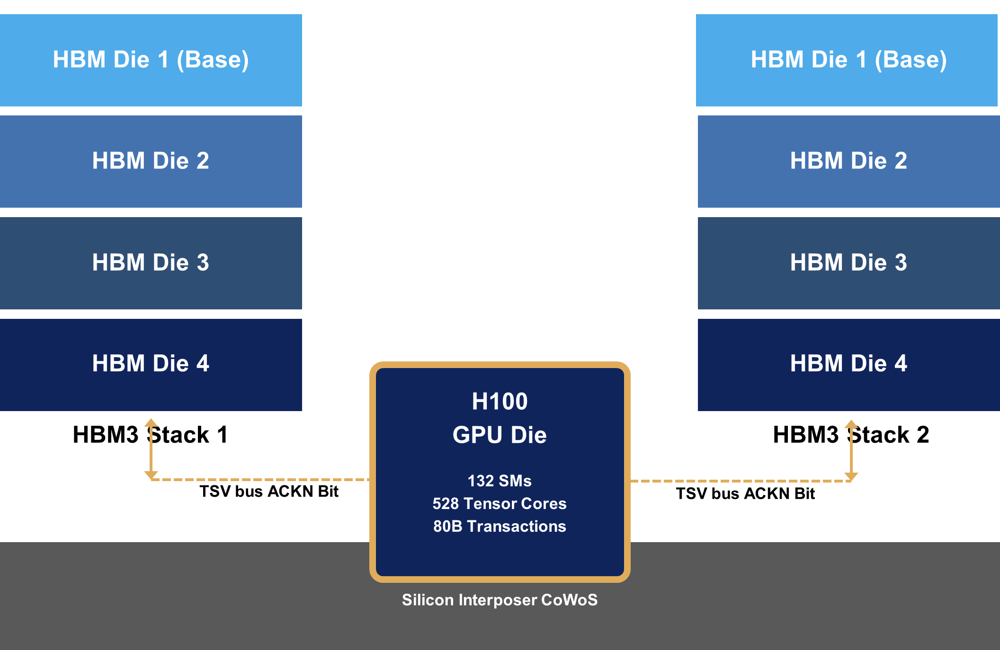 HBM Die 1 (Base)
HBM Die 2
HBM Die 3
HBM Die 4
HBM3 Stack 1
TSV bus ACKN Bit
H100
GPU Die
132 SMs
528 Tensor Cores
80B Transactions
HBM Die 1 (Base)
HBM Die 2
HBM Die 3
HBM Die 4
HBM3 Stack 2
TSV bus ACKN Bit
Silicon Interposer CoWoS